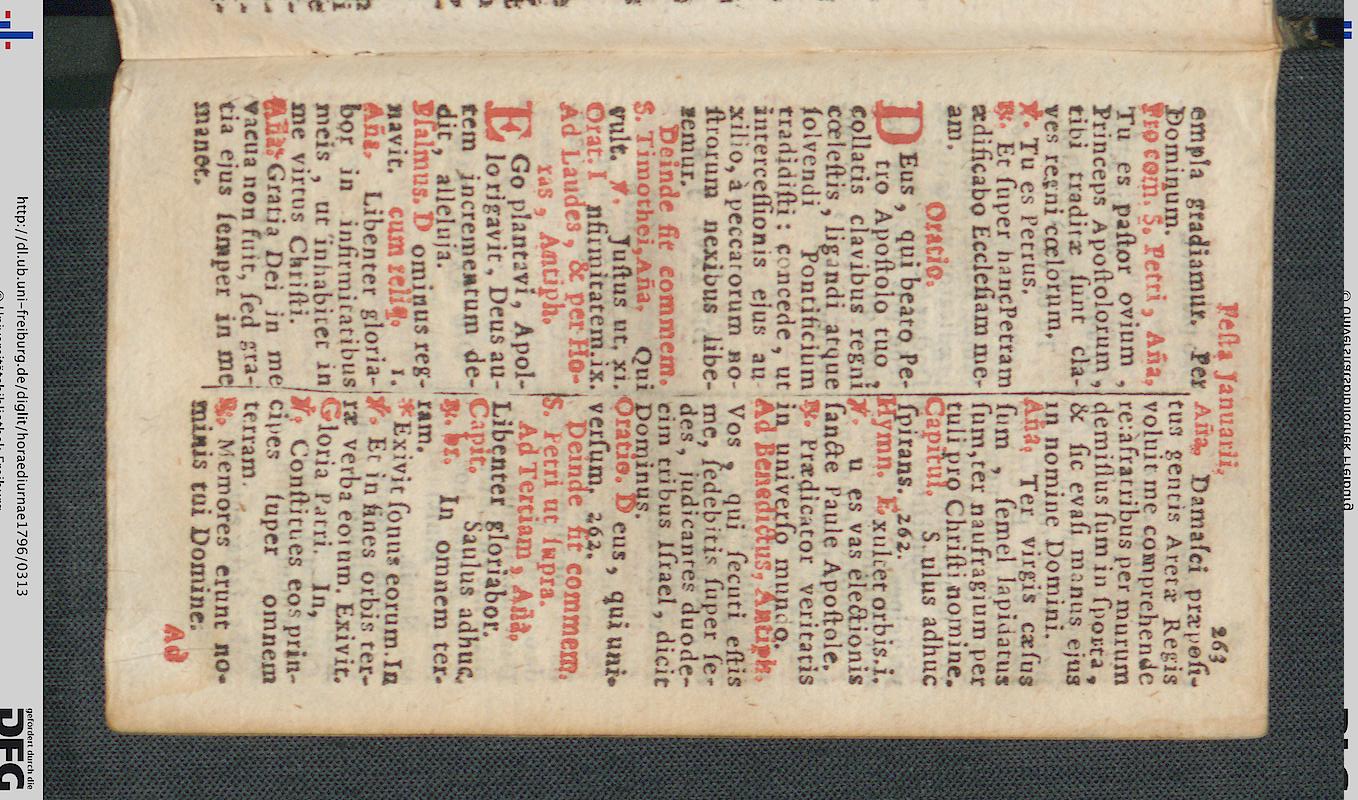 Festa Januarii, 263
empla gradiamur. Per
Dominum.
Pro com. S. Petri, Aña.
Tu es pastor ovium,
Princeps Apostolorum,
tibi traditæ sunt cla-
ves regni cœlorum,
℣. Tu es Petrus.
℟. Et super hanc Petram
ædificabo Ecclesiam me-
am.
Oratio.
DEus, qui beato Pe-
tro Apostolo tuo,
collatis clavibus regni
cœlestis, ligandi atque
solvendi Pontificium
tradidisti: concede, ut
intercessionis ejus au-
xilio, à peccatorum no-
strorum nexibus libe-
remur.
Deinde fit commem.
S. Timothei, Aña. Qui
vult. ℣. Justus ut. xi.
Orat. Infirmitatem. ix.
Ad Laudes, & per Ho-
ras, Antiph.
EGo plantavi, Apol-
lo rigavit, Deus au-
tem incrementum de-
dit, alleluja.
Psalmus. Dominus reg-
navit. cum reliq. 1.
Aña. Libenter gloria-
bor in infirmitatibus
meis, ut inhabitet in
me virtus Christi.
Aña. Gratia Dei in me
vacua non fuit, sed gra-
tia ejus semper in me
manet.
Aña. Damasci præposi-
tus gentis Aretæ Regis
voluit me comprehende
re: a fratribus per murum
demissus sum in sporta,
& sic evasi manus ejus
in nomine Domini.
Aña. Ter virgis cæsus
sum, semel lapidatus
sum, ter naufragium per
tuli pro Christi nomine.
Capitul. S ulus adhuc
spirans. 262.
Hymn. Exultet orbis. i.
℣. u es vas electionis
sancte Paule Apostole.
℟. Prædicator veritatis
in universo mundo.
Ad Benedictus, Antiph.
Vos, qui secuti estis
me, sedebitis super se-
des, judicantes duode-
cim tribus Israel, dicit
Dominus.
Oratio. Deus, qui uni-
versum. 262.
Deinde fit commem.
S. Petri ut supra.
Ad Tertiam, Aña,
Libenter gloriabor.
Capit. Saulus adhuc.
℟. br. In omnem ter-
ram.
* Exivit sonus eorum. In
℣. Et in fines orbis ter-
ræ verba eorum. Exivit.
Gloria Patri. In,
℣. Constitues eos prin-
cipes super omnem
terram.
℟. Memores erunt no-
minis tui Domine.
Ad
http://dl.ub.uni-freiburg.de/diglit/horaediurnae1796/0313
gefördert durch die
DFG